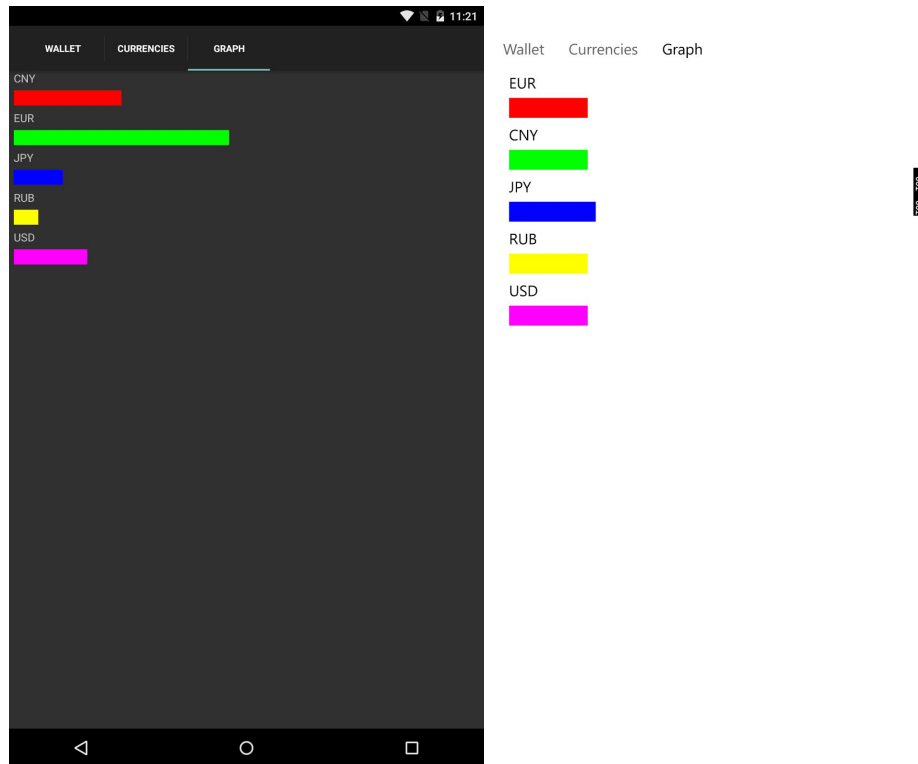 11:21
WALLET CURRENCIES GRAPH
CNY
EUR
JPY
RUB
USD
Wallet Currencies Graph
EUR
CNY
JPY
RUB
USD